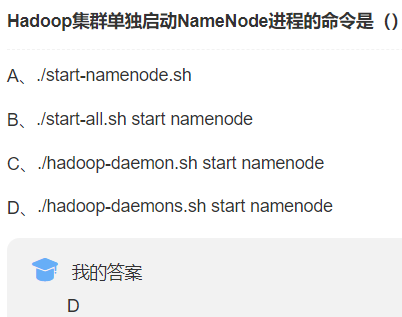 Hadoop集群单独启动NameNode进程的命令是（）
A、./start-namenode.sh
B、./start-all.sh start namenode
C、./hadoop-daemon.sh start namenode
D、./hadoop-daemons.sh start namenode
我的答案
D